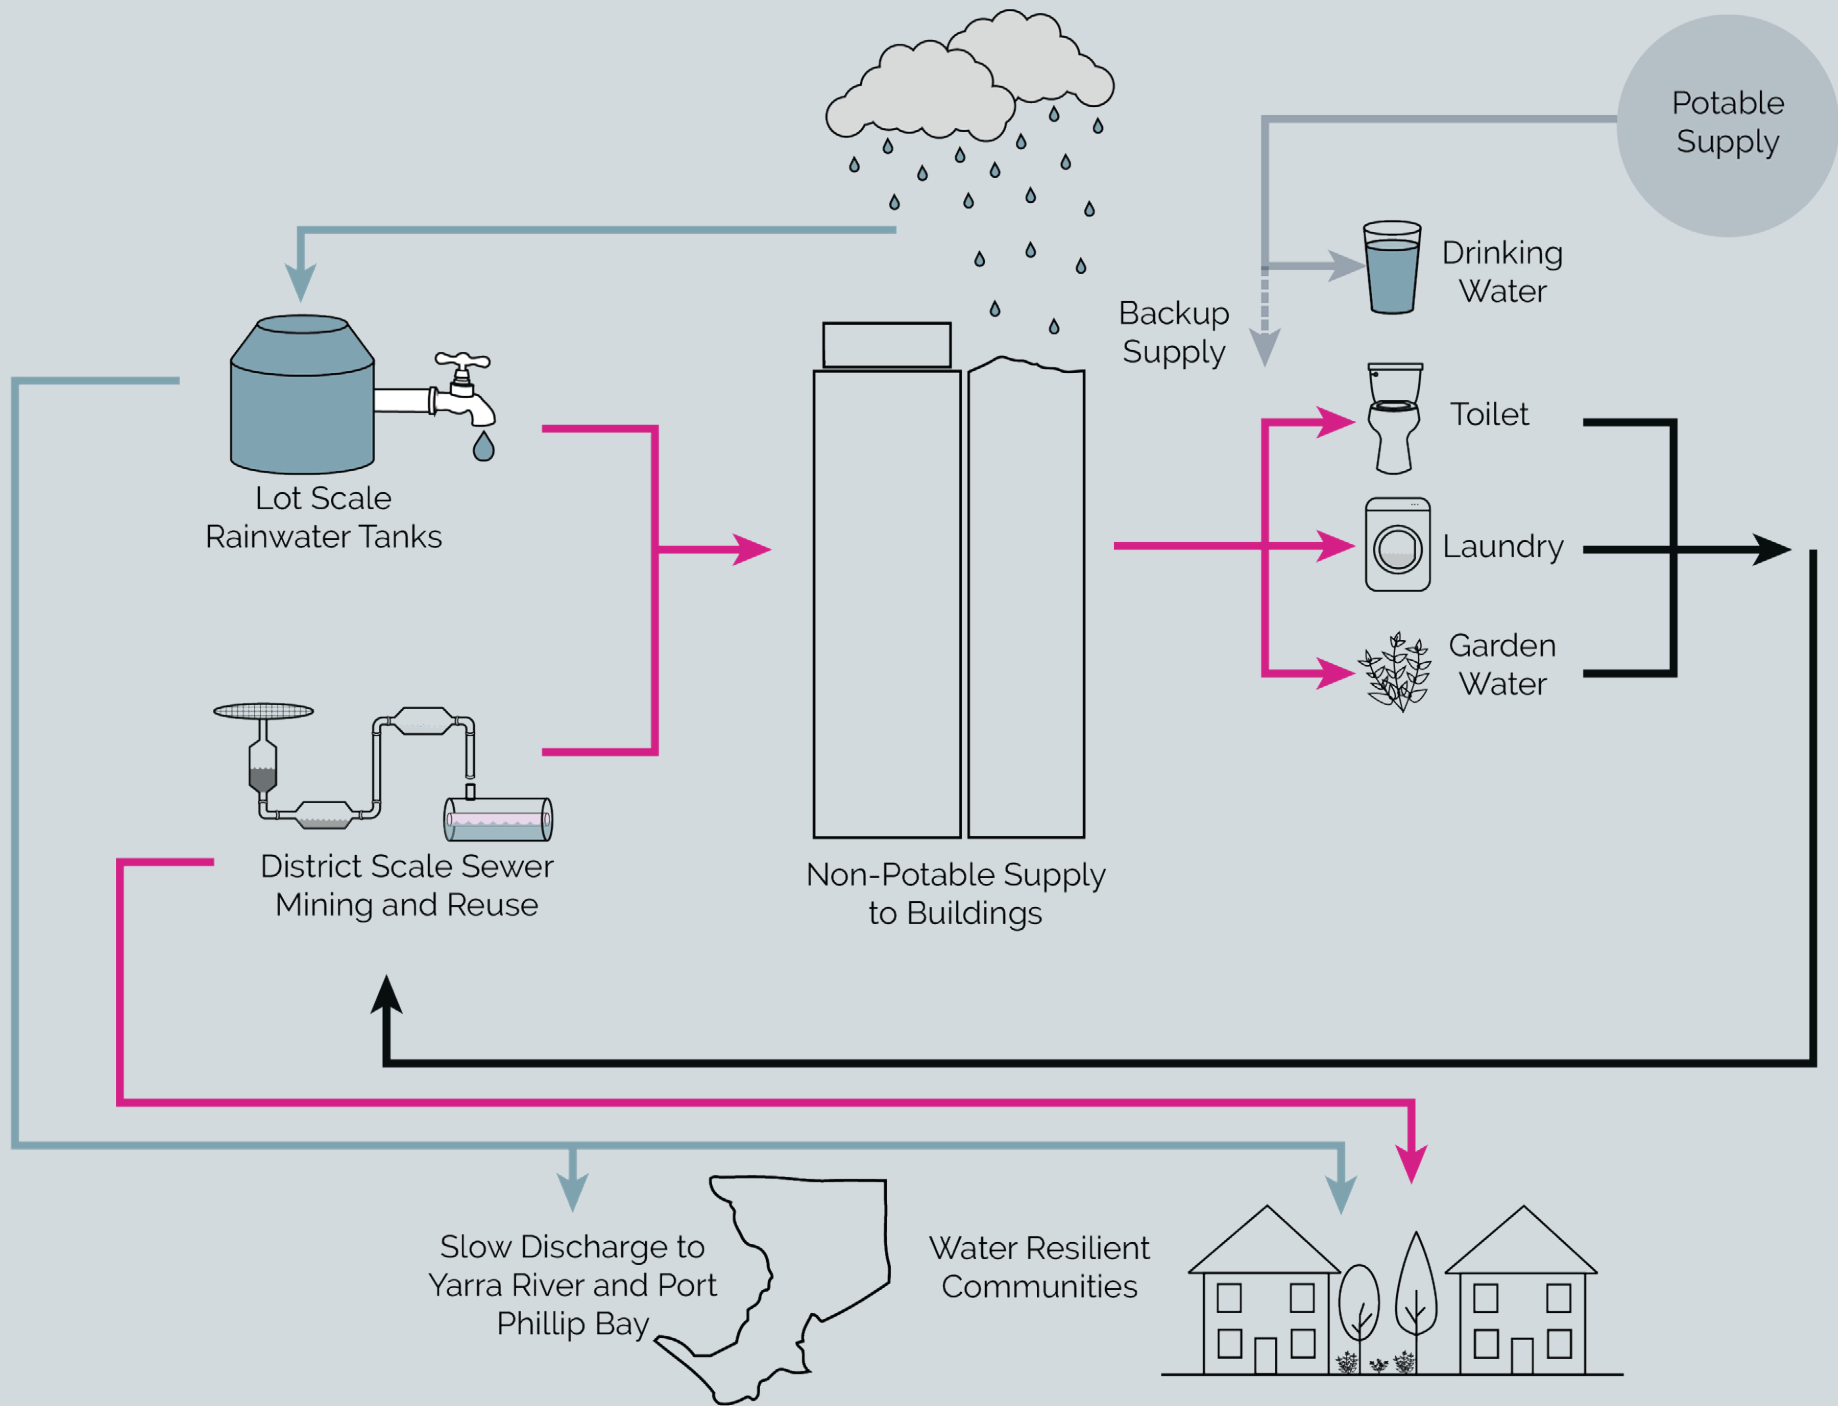 Potable
Supply
Drinking
Water
Backup
Supply
Toilet
Laundry
Garden
Water
Lot Scale
Rainwater Tanks
District Scale Sewer
Mining and Reuse
Non-Potable Supply
to Buildings
Slow Discharge to
Yarra River and Port
Phillip Bay
Water Resilient
Communities